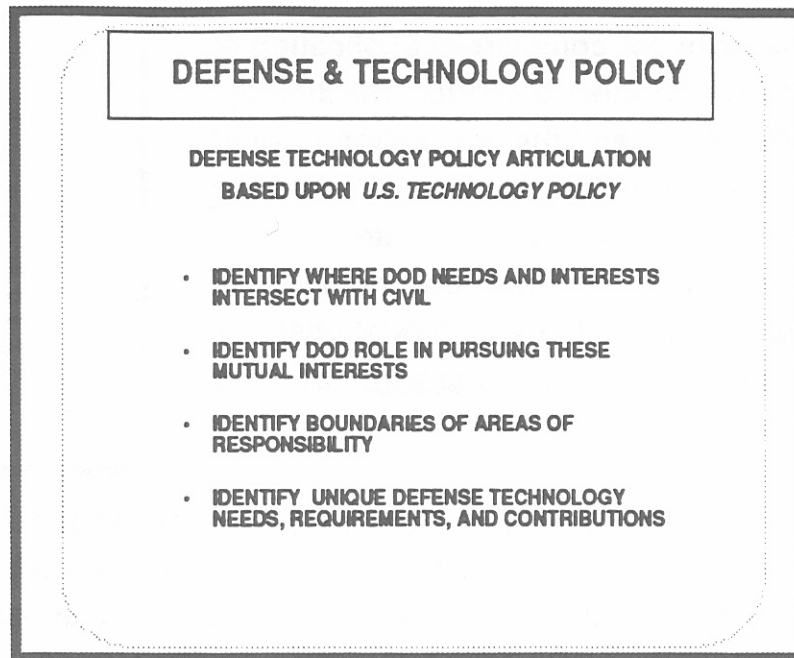 DEFENSE & TECHNOLOGY POLICY
DEFENSE TECHNOLOGY POLICY ARTICULATION
BASED UPON U.S. TECHNOLOGY POLICY
• IDENTIFY WHERE DOD NEEDS AND INTERESTS
INTERSECT WITH CIVIL
• IDENTIFY DOD ROLE IN PURSUING THESE
MUTUAL INTERESTS
• IDENTIFY BOUNDARIES OF AREAS OF
RESPONSIBILITY
• IDENTIFY UNIQUE DEFENSE TECHNOLOGY
NEEDS, REQUIREMENTS, AND CONTRIBUTIONS